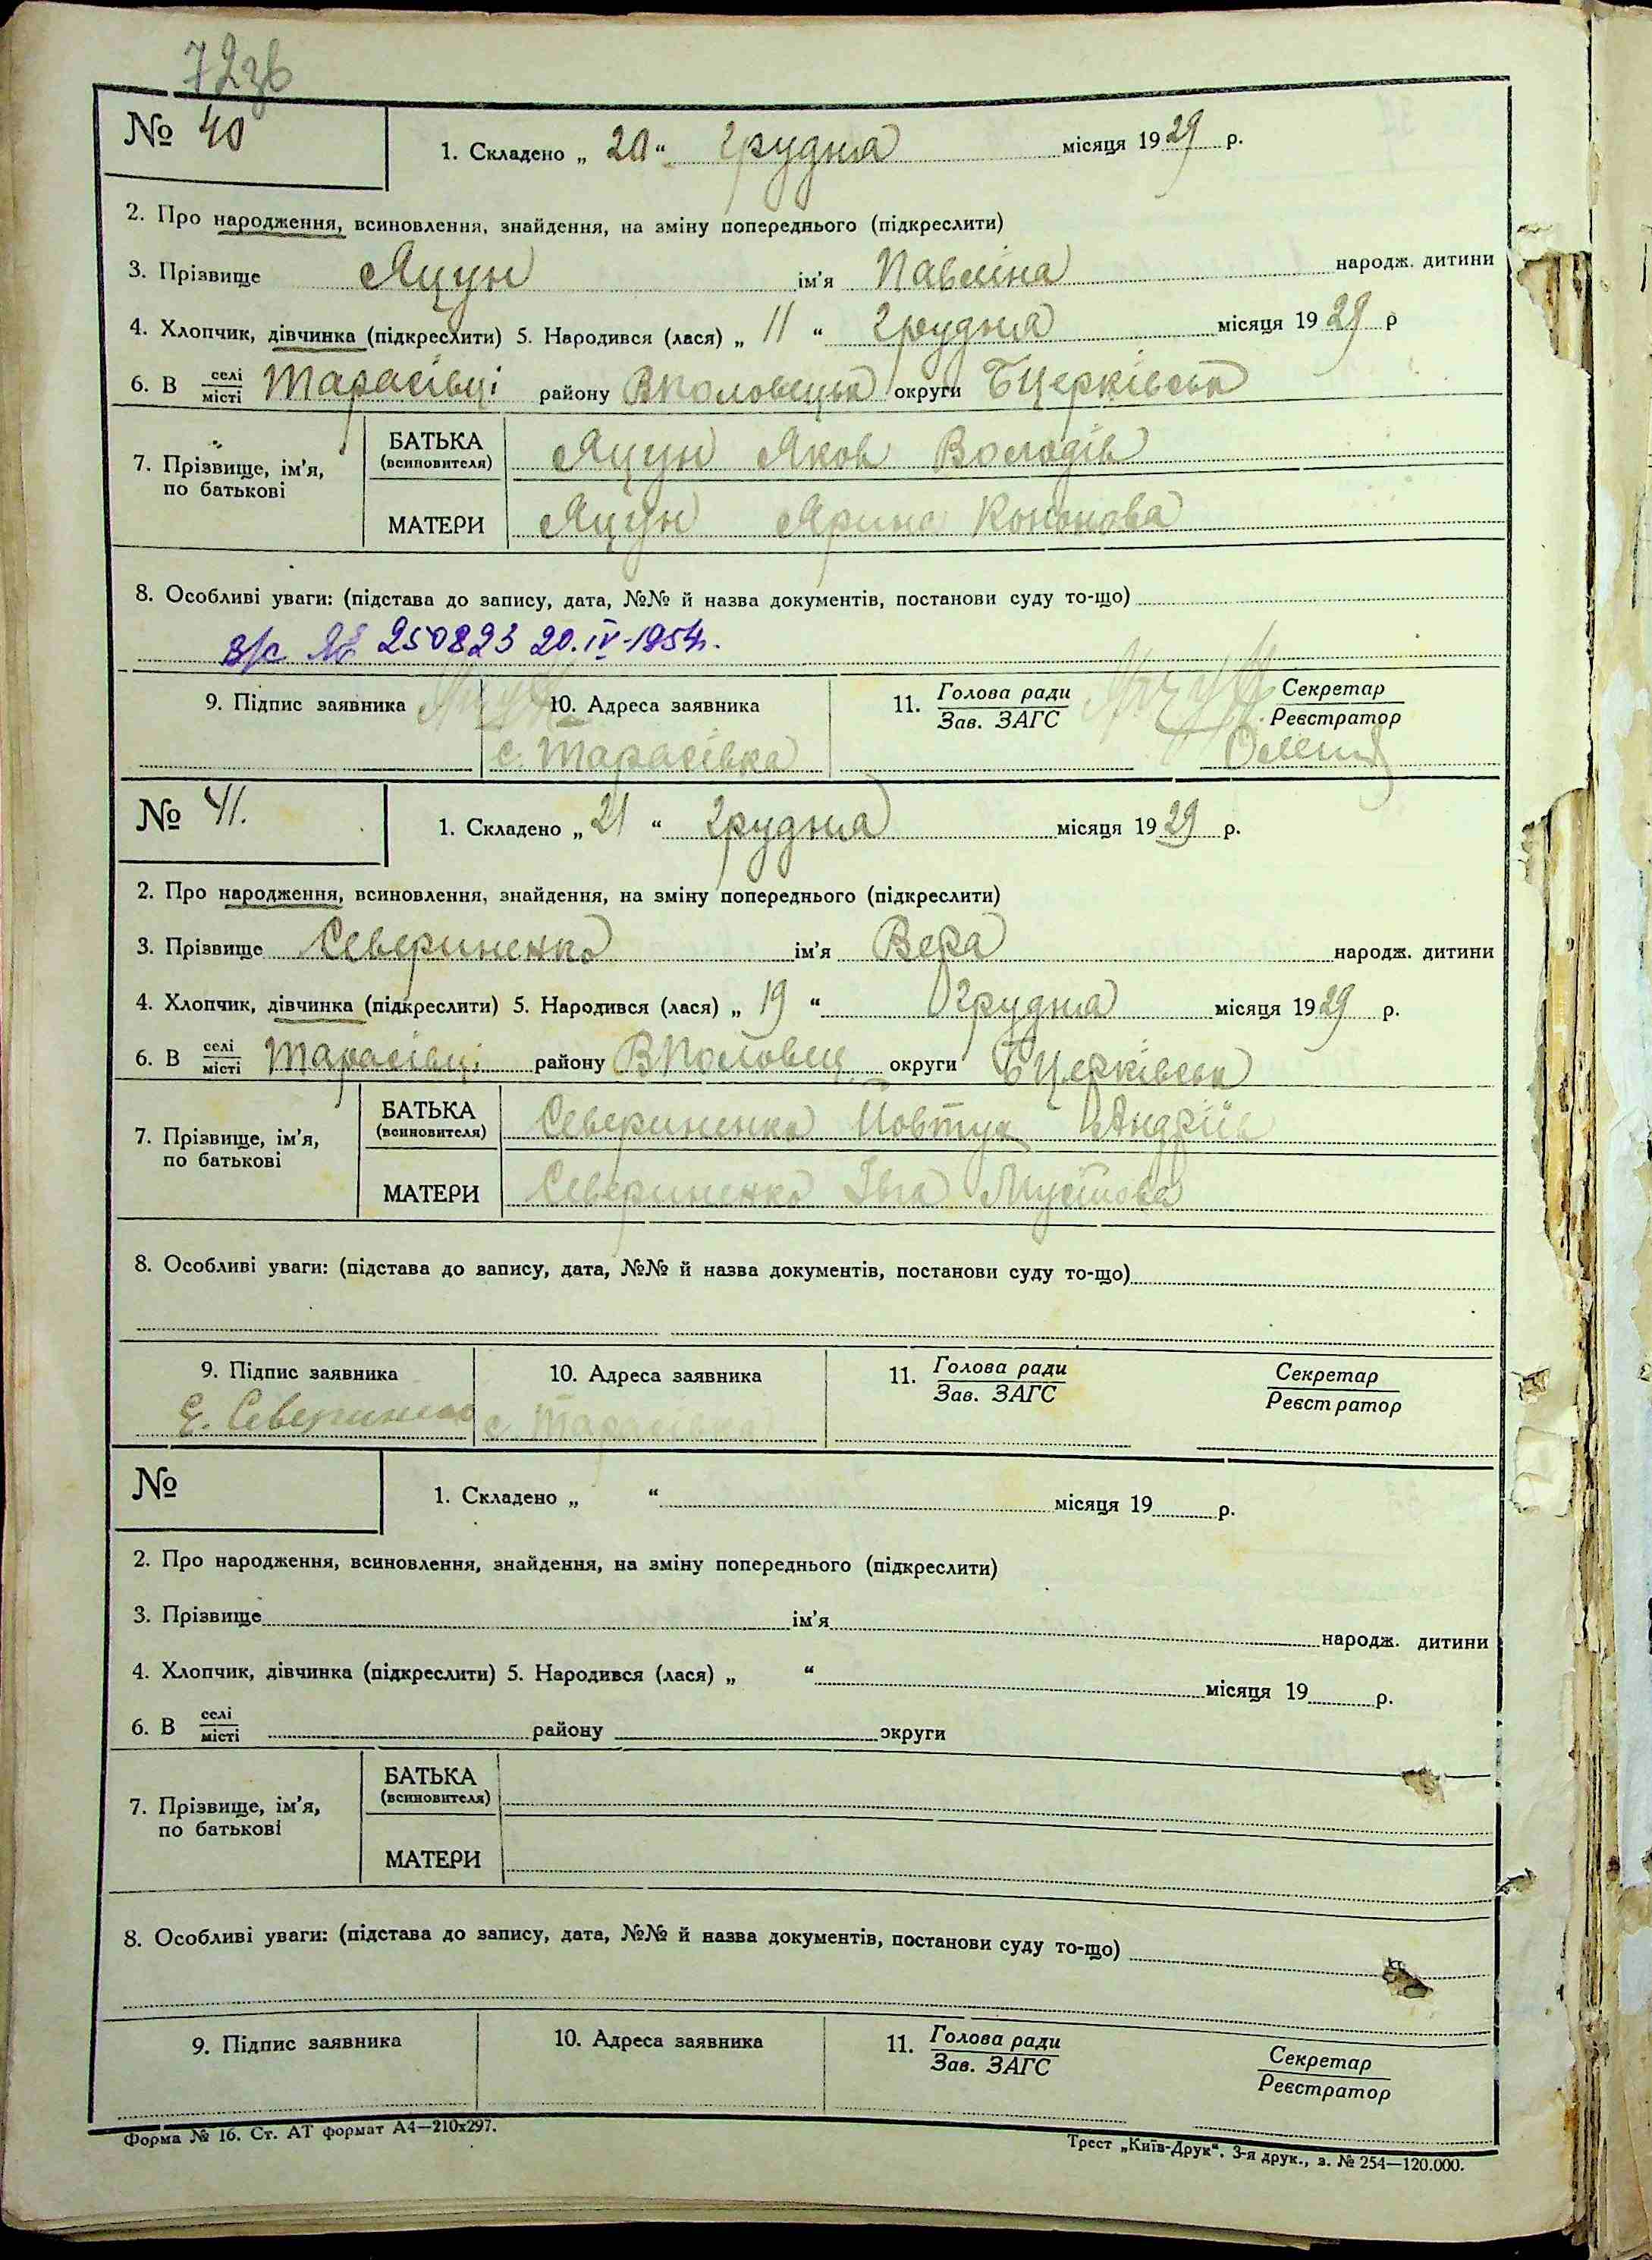 72зв
№ 40
1. Складено „ 20 “ грудня місяця 1929 р.
2. Про народження, всиновлення, знайдення, на зміну попереднього (підкреслити)
3. Прізвище Яцун ім'я Павліна народж. дитини
4. Хлопчик, дівчинка (підкреслити) 5. Народився (лася) „ 11 “ грудня місяця 1929 р
6. В селі/місті Тарасівці району ВПоловецьк округи БЦерківськ
7. Прізвище, ім'я, по батькові
БАТЬКА (всиновителя) Яцун Яков Володів
МАТЕРИ Яцун Ярина Кононова
8. Особливі уваги: (підстава до запису, дата, №№ й назва документів, постанови суду то-що)
250823 20.IV-1954.
9. Підпис заявника 10. Адреса заявника 11. Голова ради/Зав. ЗАГС Секретар/Реєстратор
с. Тарасівка
№ 41.
1. Складено „ 21 “ грудня місяця 1929 р.
2. Про народження, всиновлення, знайдення, на зміну попереднього (підкреслити)
3. Прізвище Севериненко ім'я Вера народж. дитини
4. Хлопчик, дівчинка (підкреслити) 5. Народився (лася) „ 19 “ грудня місяця 1929 р.
6. В селі/місті Тарасівці району ВПоловец. округи БЦерківськ
7. Прізвище, ім'я, по батькові
БАТЬКА (всиновителя) Севериненко Иовтух Андріїв
МАТЕРИ Севериненко Івга
8. Особливі уваги: (підстава до запису, дата, №№ й назва документів, постанови суду то-що)
9. Підпис заявника 10. Адреса заявника 11. Голова ради/Зав. ЗАГС Секретар/Реєстратор
Є. Севериненко с. Тарасівка
№
1. Складено „ “ місяця 19 р.
2. Про народження, всиновлення, знайдення, на зміну попереднього (підкреслити)
3. Прізвище ім'я народж. дитини
4. Хлопчик, дівчинка (підкреслити) 5. Народився (лася) „ “ місяця 19 р.
6. В селі/місті району округи
7. Прізвище, ім'я, по батькові
БАТЬКА (всиновителя)
МАТЕРИ
8. Особливі уваги: (підстава до запису, дата, №№ й назва документів, постанови суду то-що)
9. Підпис заявника 10. Адреса заявника 11. Голова ради/Зав. ЗАГС Секретар/Реєстратор
Форма № 16. Ст. АТ формат А4—210х297.
Трест „Київ-Друк“. 3-я друк., з. № 254—120.000.